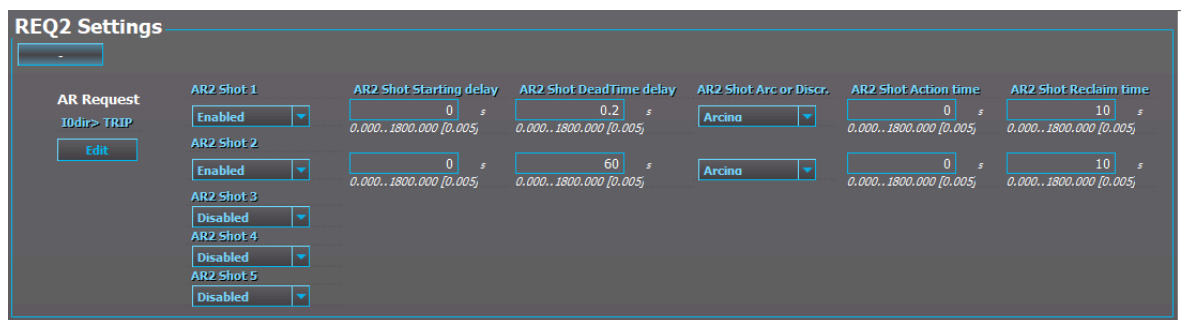 REQ2 Settings
-
AR2 Shot 1 AR2 Shot Starting delay AR2 Shot DeadTime delay AR2 Shot Arc or Discr. AR2 Shot Action time AR2 Shot Reclaim time
AR Request
Enabled 0 s 0.2 s Arcing 0 s 10 s
I0dir> TRIP
0.000..1800.000 [0.005] 0.000..1800.000 [0.005] 0.000..1800.000 [0.005] 0.000..1800.000 [0.005]
Edit
AR2 Shot 2
Enabled 0 s 60 s Arcing 0 s 10 s
0.000..1800.000 [0.005] 0.000..1800.000 [0.005] 0.000..1800.000 [0.005] 0.000..1800.000 [0.005]
AR2 Shot 3
Disabled
AR2 Shot 4
Disabled
AR2 Shot 5
Disabled